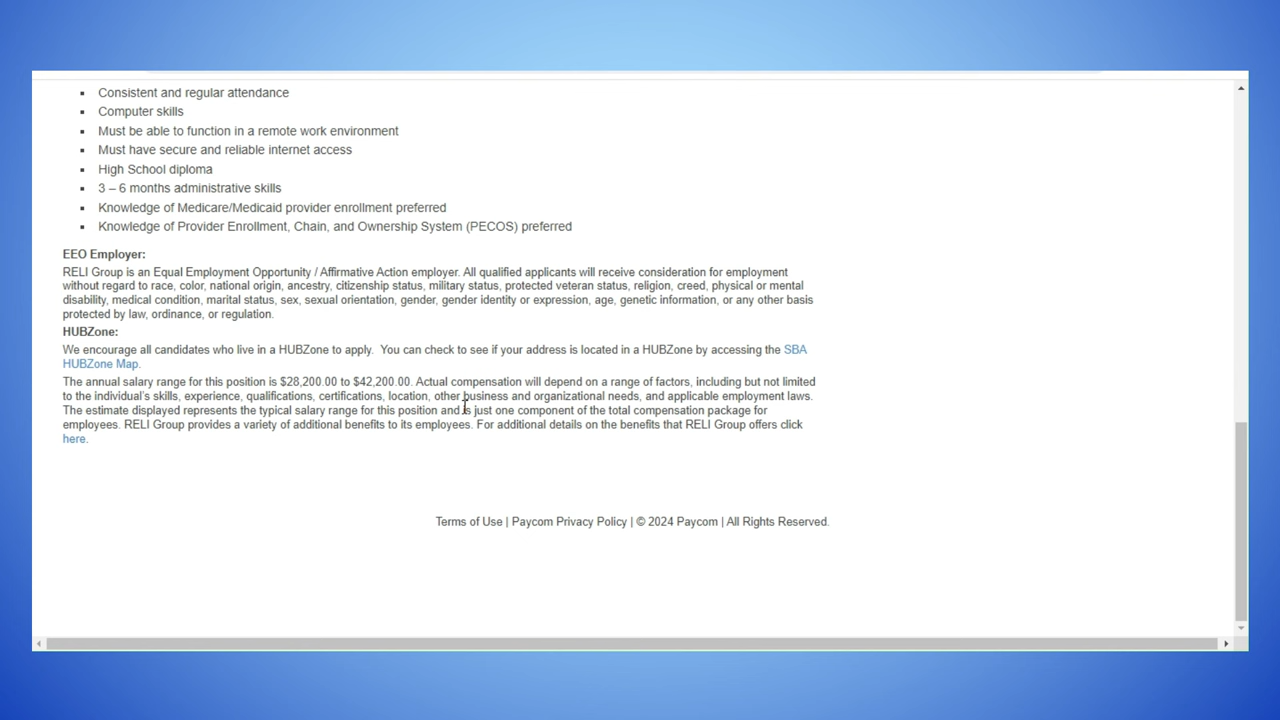 Consistent and regular attendance
Computer skills
Must be able to function in a remote work environment
Must have secure and reliable internet access
High School diploma
3 – 6 months administrative skills
Knowledge of Medicare/Medicaid provider enrollment preferred
Knowledge of Provider Enrollment, Chain, and Ownership System (PECOS) preferred
EEO Employer:
RELI Group is an Equal Employment Opportunity / Affirmative Action employer. All qualified applicants will receive consideration for employment
without regard to race, color, national origin, ancestry, citizenship status, military status, protected veteran status, religion, creed, physical or mental
disability, medical condition, marital status, sex, sexual orientation, gender, gender identity or expression, age, genetic information, or any other basis
protected by law, ordinance, or regulation.
HUBZone:
We encourage all candidates who live in a HUBZone to apply.  You can check to see if your address is located in a HUBZone by accessing the SBA
HUBZone Map.
The annual salary range for this position is $28,200.00 to $42,200.00. Actual compensation will depend on a range of factors, including but not limited
to the individual's skills, experience, qualifications, certifications, location, other business and organizational needs, and applicable employment laws.
The estimate displayed represents the typical salary range for this position and is just one component of the total compensation package for
employees. RELI Group provides a variety of additional benefits to its employees. For additional details on the benefits that RELI Group offers click
here.
Terms of Use | Paycom Privacy Policy | © 2024 Paycom | All Rights Reserved.